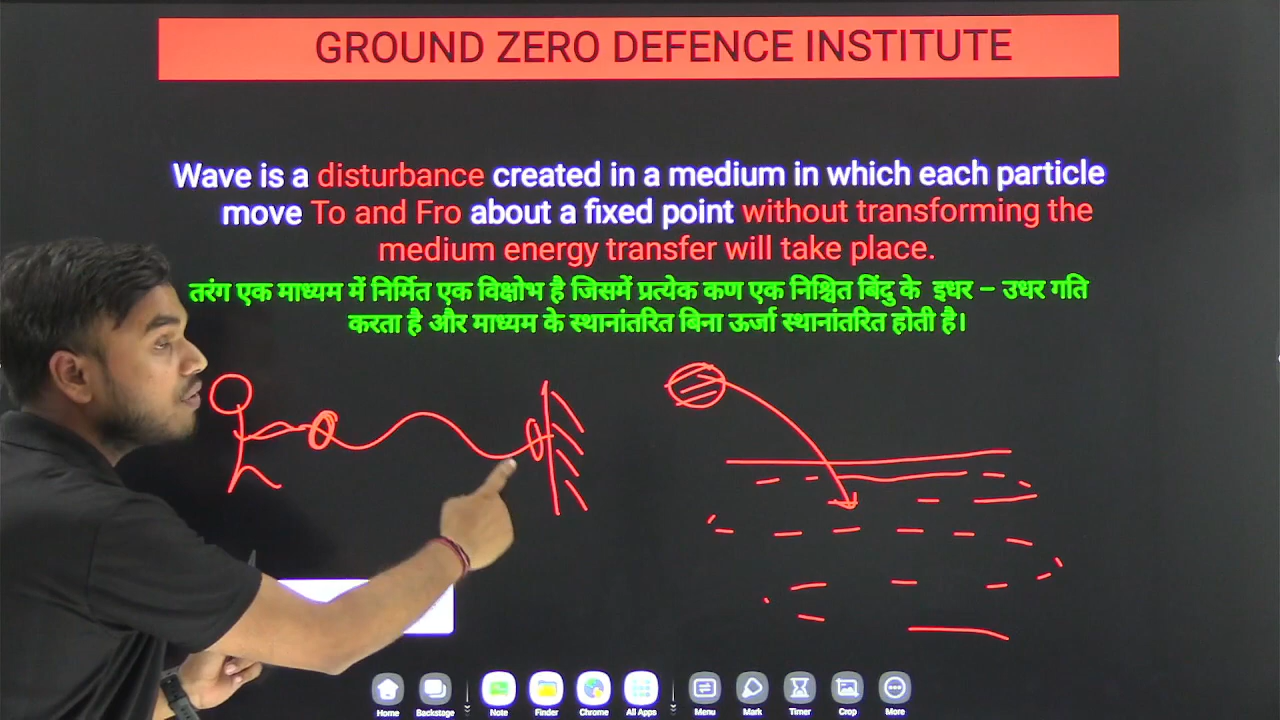 GROUND ZERO DEFENCE INSTITUTE
Wave is a disturbance created in a medium in which each particle
move To and Fro about a fixed point without transforming the
medium energy transfer will take place.
तरंग एक माध्यम में निर्मित एक विक्षोभ है जिसमें प्रत्येक कण एक निश्चित बिंदु के इधर – उधर गति
करता है और माध्यम के स्थानांतरित बिना ऊर्जा स्थानांतरित होती है।
Home Backstage Note Finder Chrome All Apps Menu Mark Timer Crop More